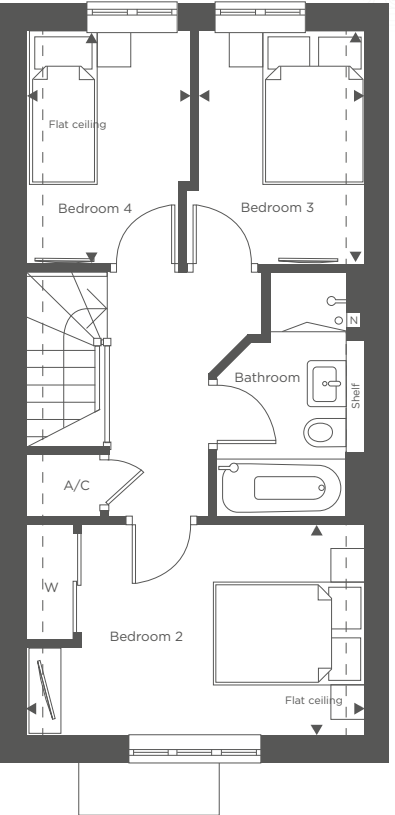 Flat ceiling
Bedroom 4
Bedroom 3
N
Bathroom
Shelf
A/C
W
Bedroom 2
Flat ceiling